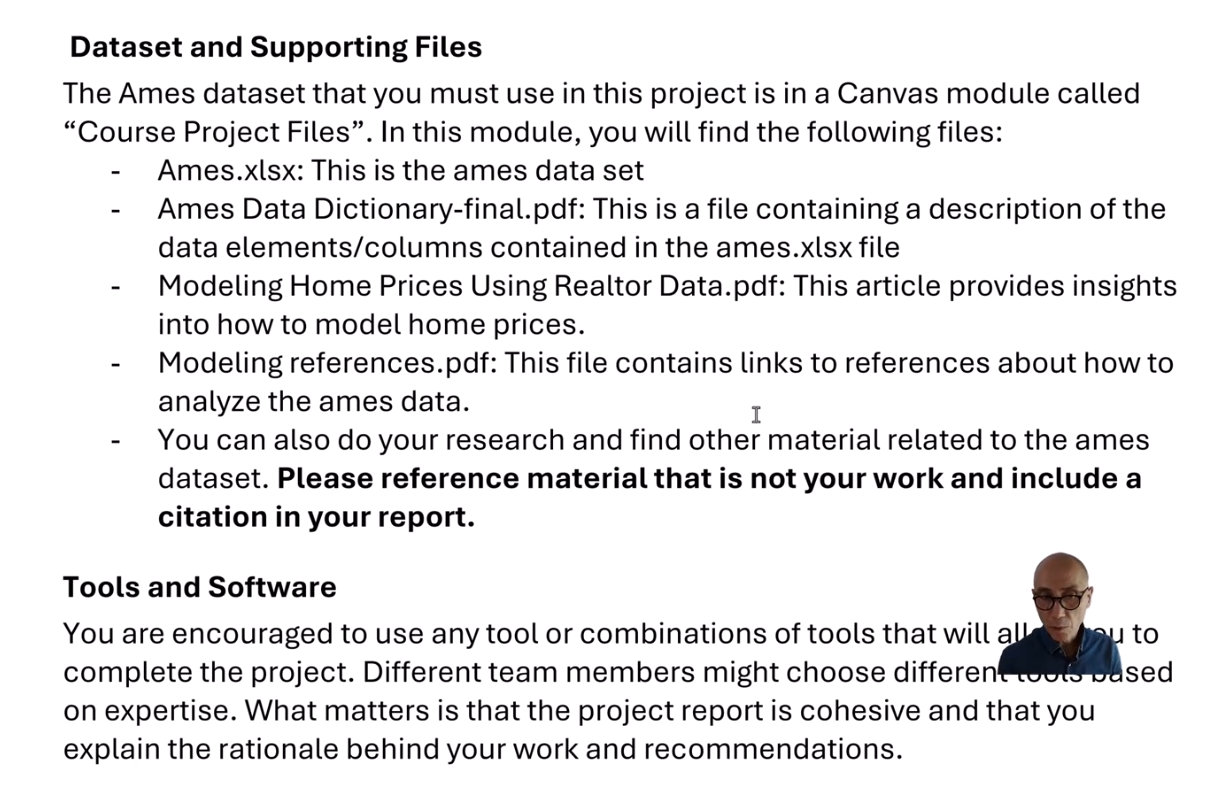 Dataset and Supporting Files
The Ames dataset that you must use in this project is in a Canvas module called
“Course Project Files”. In this module, you will find the following files:
- Ames.xlsx: This is the ames data set
- Ames Data Dictionary-final.pdf: This is a file containing a description of the
data elements/columns contained in the ames.xlsx file
- Modeling Home Prices Using Realtor Data.pdf: This article provides insights
into how to model home prices.
- Modeling references.pdf: This file contains links to references about how to
analyze the ames data.
- You can also do your research and find other material related to the ames
dataset. Please reference material that is not your work and include a
citation in your report.
Tools and Software
You are encouraged to use any tool or combinations of tools that will to
complete the project. Different team members might choose different tools based
on expertise. What matters is that the project report is cohesive and that you
explain the rationale behind your work and recommendations.